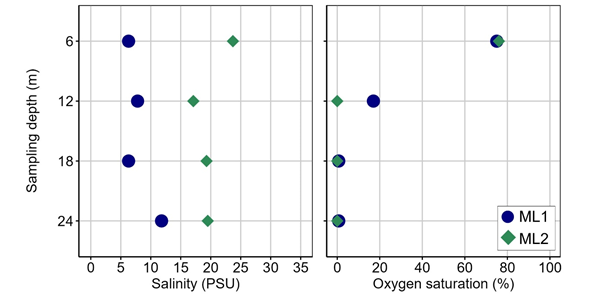 Sampling depth (m)
6
12
18
24
0 5 10 15 20 25 30 35
Salinity (PSU)
0 20 40 60 80 100
Oxygen saturation (%)
ML1
ML2